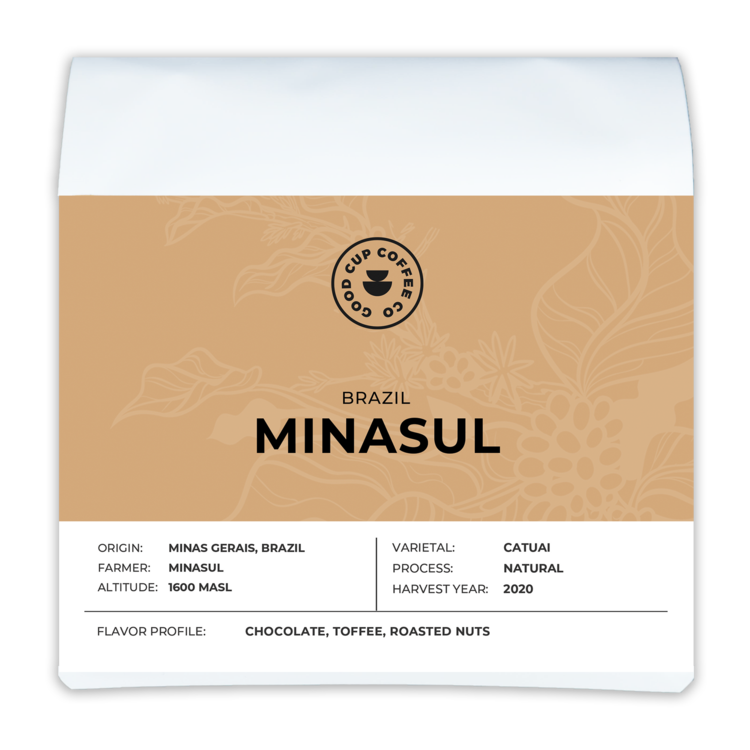 GOOD CUP COFFEE CO
BRAZIL
MINASUL
ORIGIN: MINAS GERAIS, BRAZIL
FARMER: MINASUL
ALTITUDE: 1600 MASL
VARIETAL: CATUAI
PROCESS: NATURAL
HARVEST YEAR: 2020
FLAVOR PROFILE: CHOCOLATE, TOFFEE, ROASTED NUTS